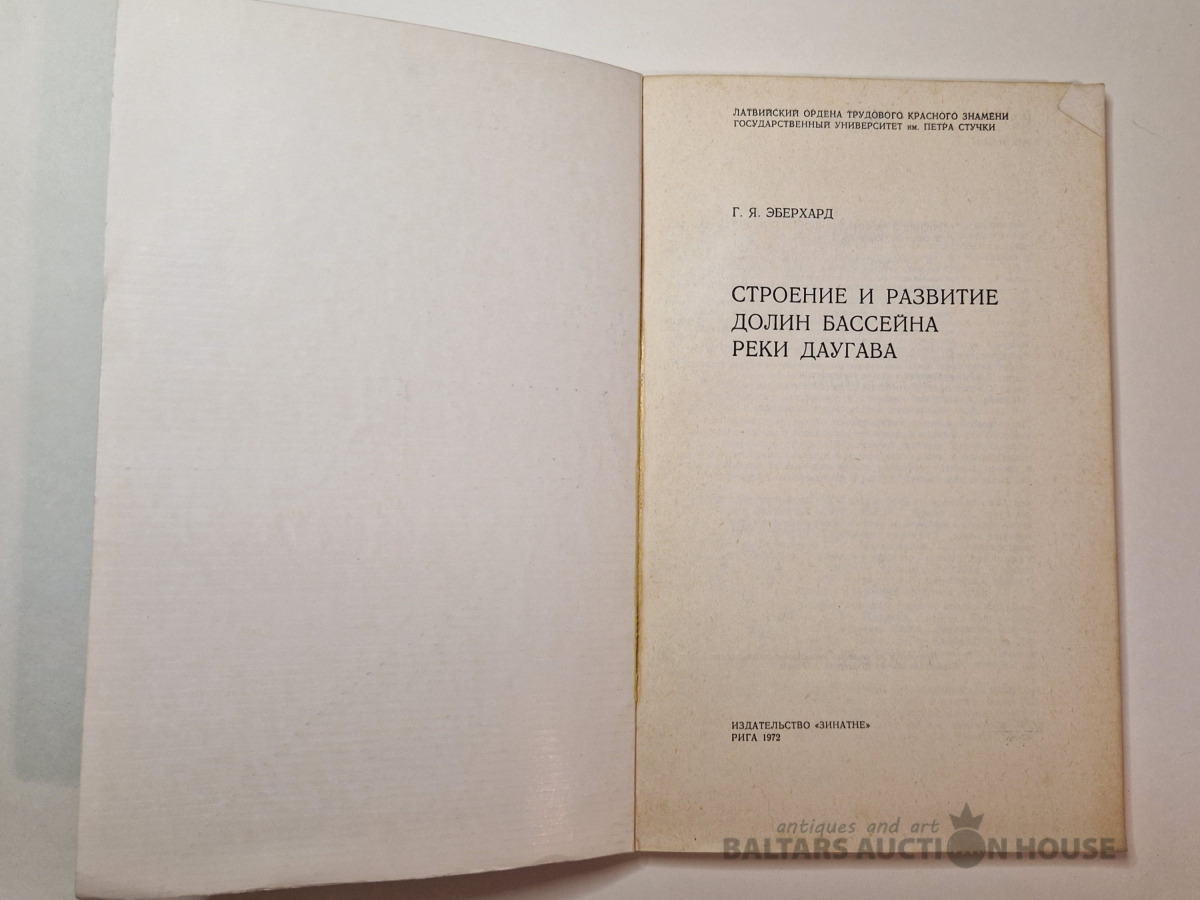 ЛАТВИЙСКИЙ ОРДЕНА ТРУДОВОГО КРАСНОГО ЗНАМЕНИ
ГОСУДАРСТВЕННЫЙ УНИВЕРСИТЕТ им. ПЕТРА СТУЧКИ
Г. Я. ЭБЕРХАРД
СТРОЕНИЕ И РАЗВИТИЕ
ДОЛИН БАССЕЙНА
РЕКИ ДАУГАВА
ИЗДАТЕЛЬСТВО «ЗИНАТНЕ»
РИГА 1972
antiques and art
BALTARS AUCTION HOUSE